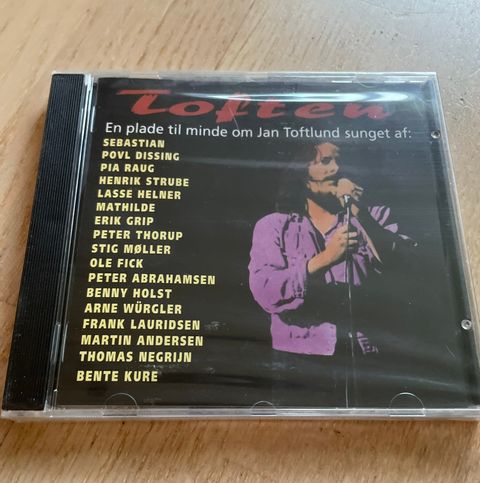 Toften
En plade til minde om Jan Toftlund sunget af:
SEBASTIAN
POVL DISSING
PIA RAUG
HENRIK STRUBE
LASSE HELNER
MATHILDE
ERIK GRIP
PETER THORUP
STIG MØLLER
OLE FICK
PETER ABRAHAMSEN
BENNY HOLST
ARNE WÜRGLER
FRANK LAURIDSEN
MARTIN ANDERSEN
THOMAS NEGRIJN
BENTE KURE